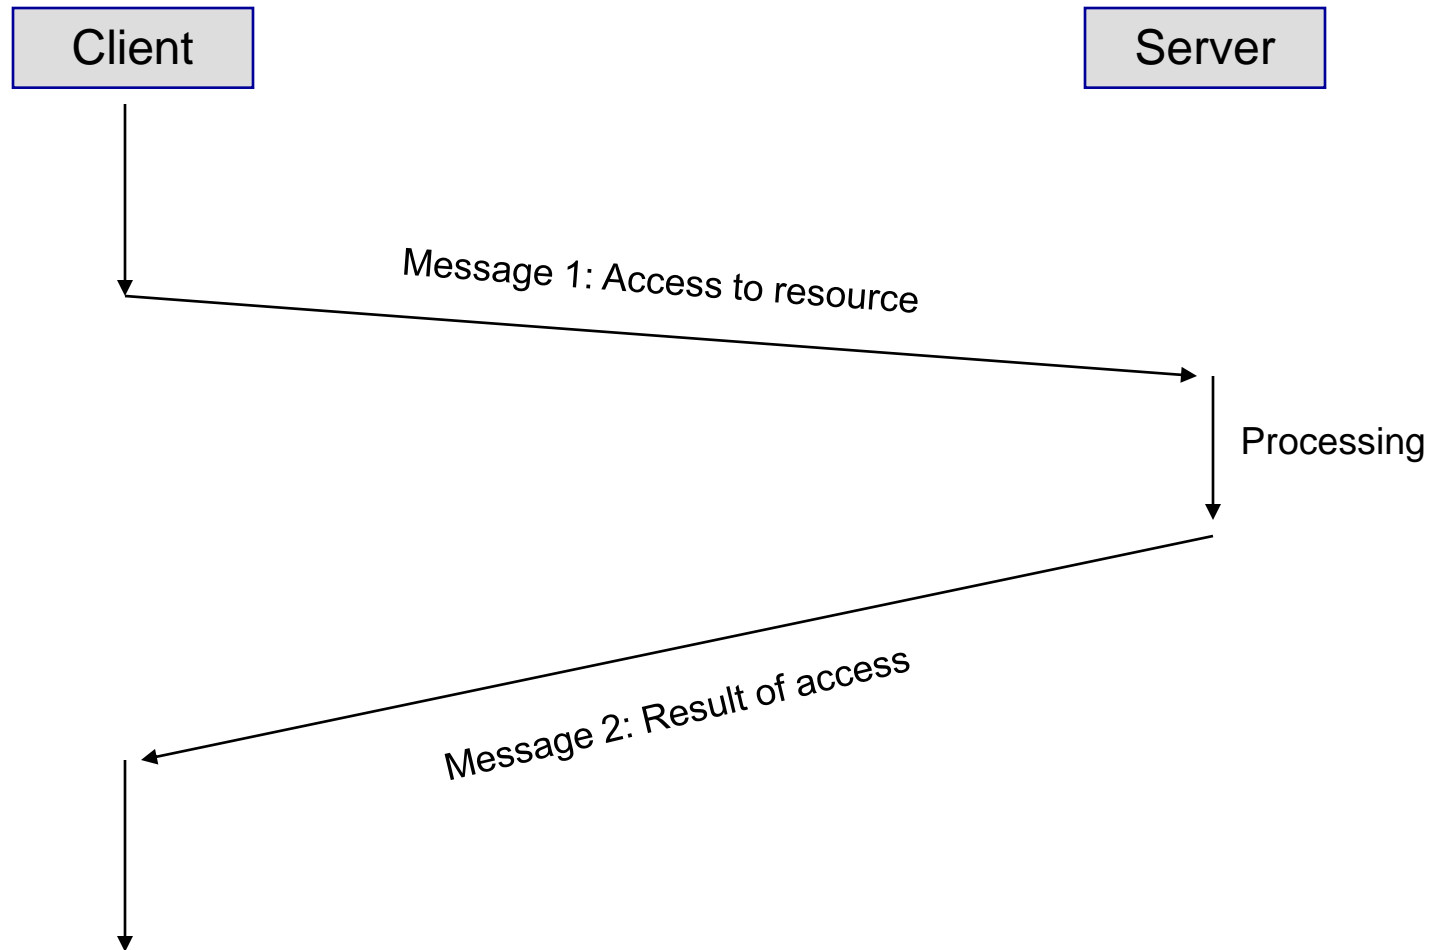 Client
Server
Message 1: Access to resource
Processing
Message 2: Result of access